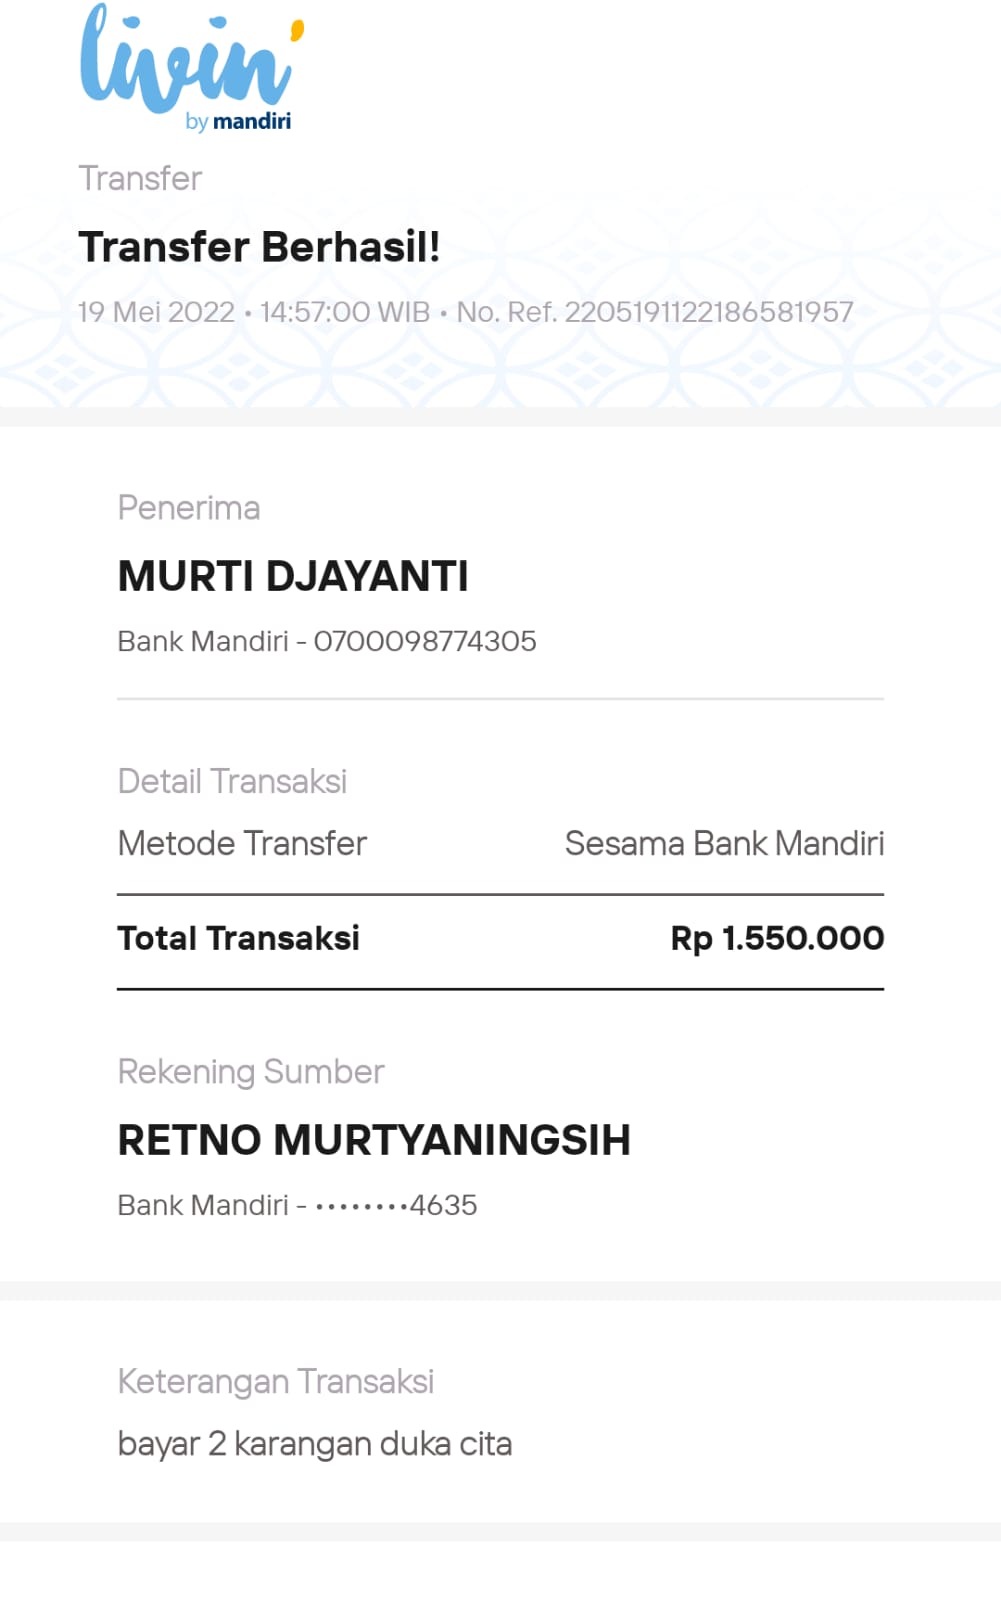 livin'
by mandiri
Transfer
Transfer Berhasil!
19 Mei 2022 • 14:57:00 WIB • No. Ref. 2205191122186581957
Penerima
MURTI DJAYANTI
Bank Mandiri - 0700098774305
Detail Transaksi
Metode Transfer Sesama Bank Mandiri
Total Transaksi Rp 1.550.000
Rekening Sumber
RETNO MURTYANINGSIH
Bank Mandiri - ••••••••4635
Keterangan Transaksi
bayar 2 karangan duka cita